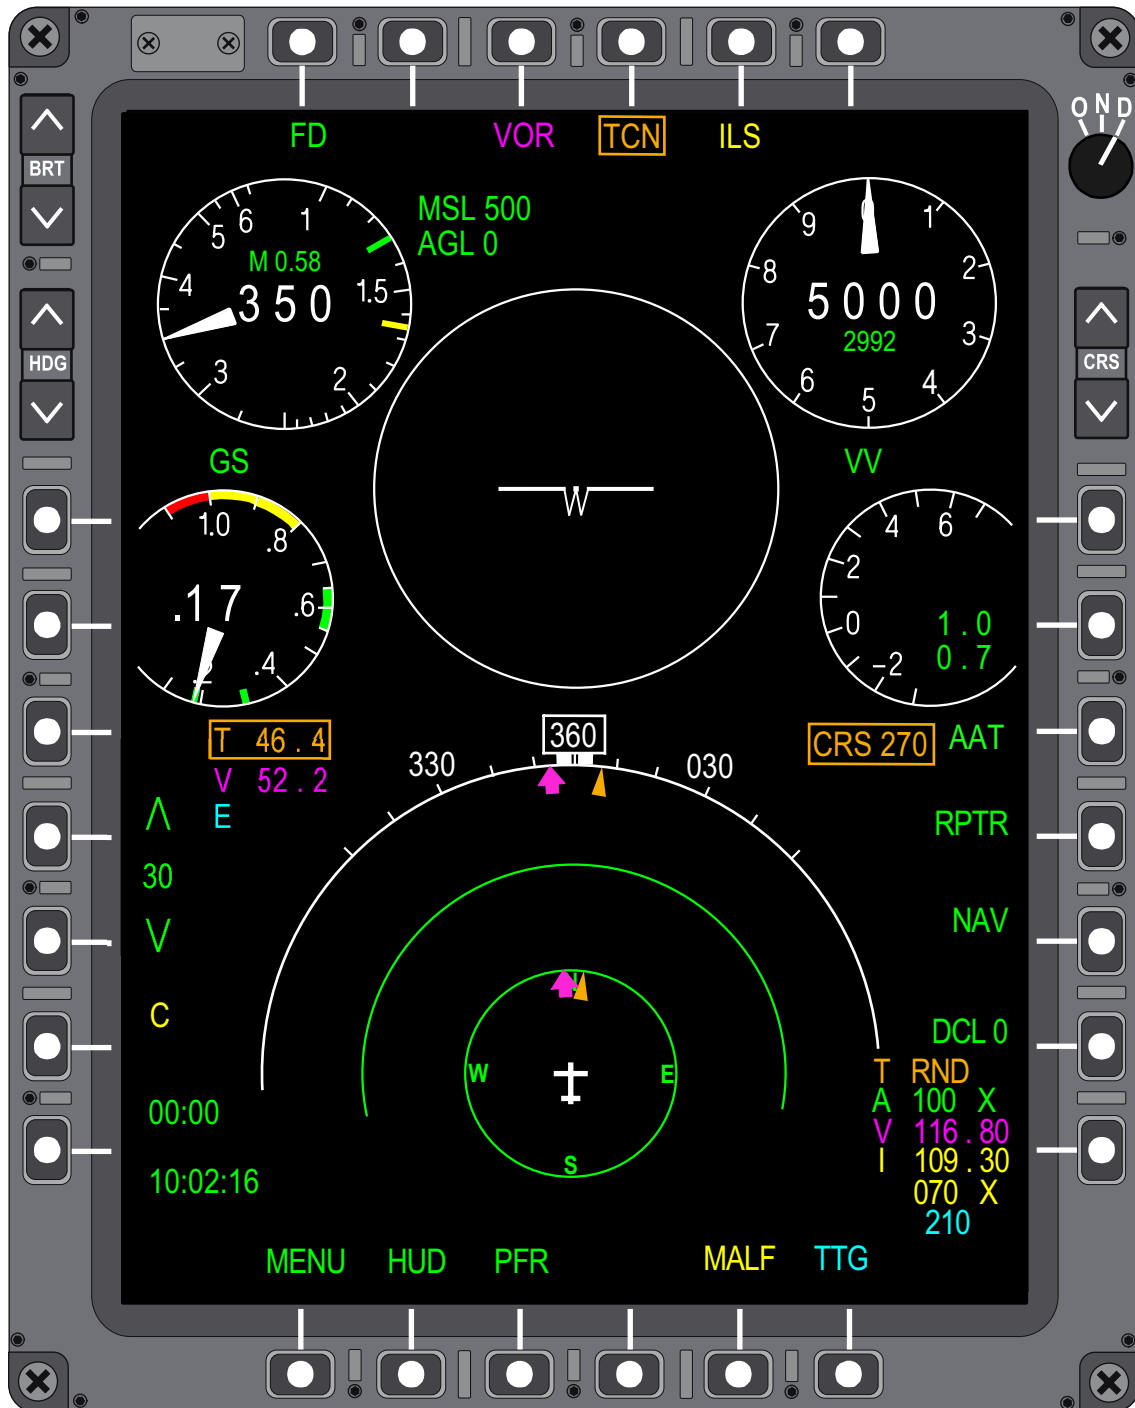 O N D
BRT
HDG
CRS
FD VOR TCN ILS
MSL 500
AGL 0
5 6 1
M 0.58
4 1.5
350
3 2
9 0 1
8 2
5000
2992
7 3
6 5 4
GS
1.0 .8
.17
.6
.4
VV
4 6
2
0
-2
1.0
0.7
T 46.4
V 52.2
E
360
330 030
CRS 270
AAT
RPTR
NAV
DCL 0
Λ
30
V
C
00:00
10:02:16
W E
S
T RND
A 100 X
V 116.80
I 109.30
070 X
210
MENU HUD PFR MALF TTG